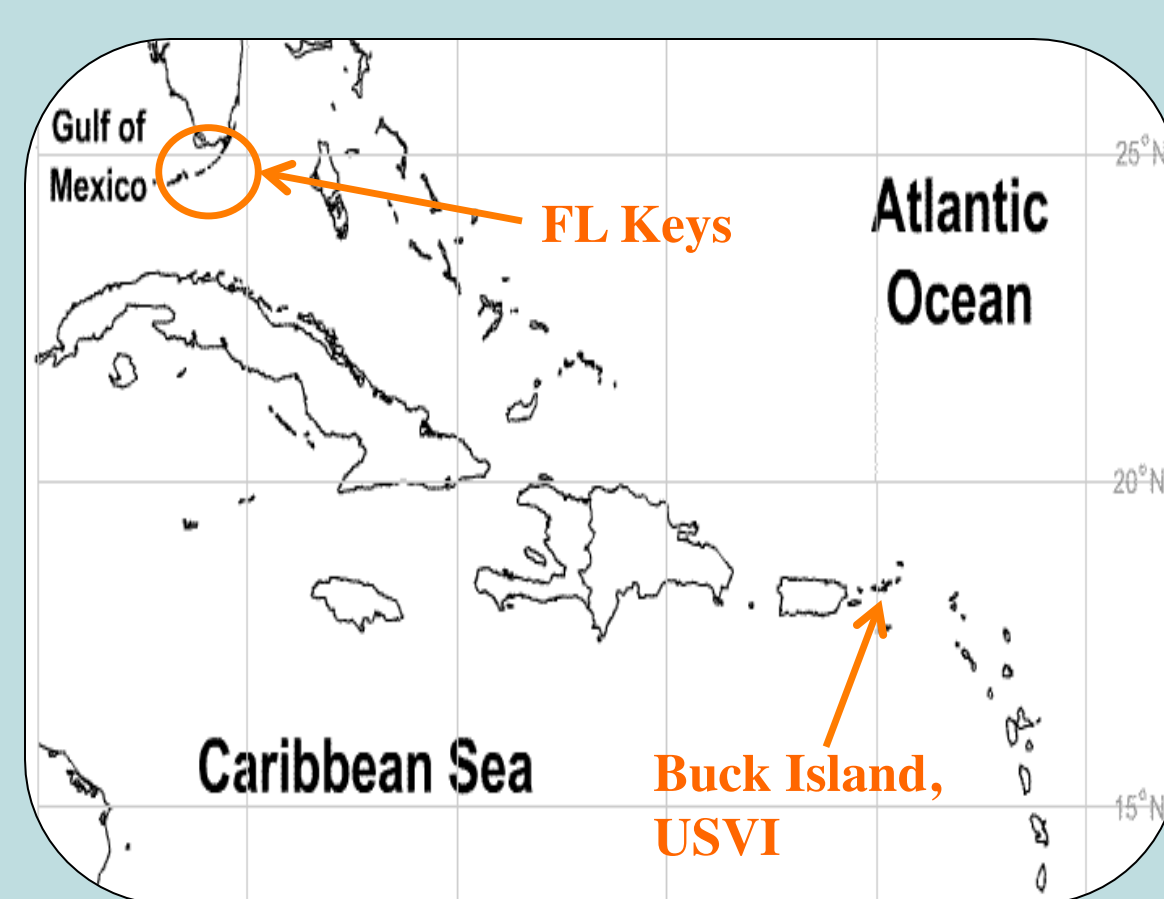 Gulf of
Mexico
25°N
Atlantic
Ocean
FL Keys
20°N
Caribbean Sea
Buck Island,
USVI
15°N